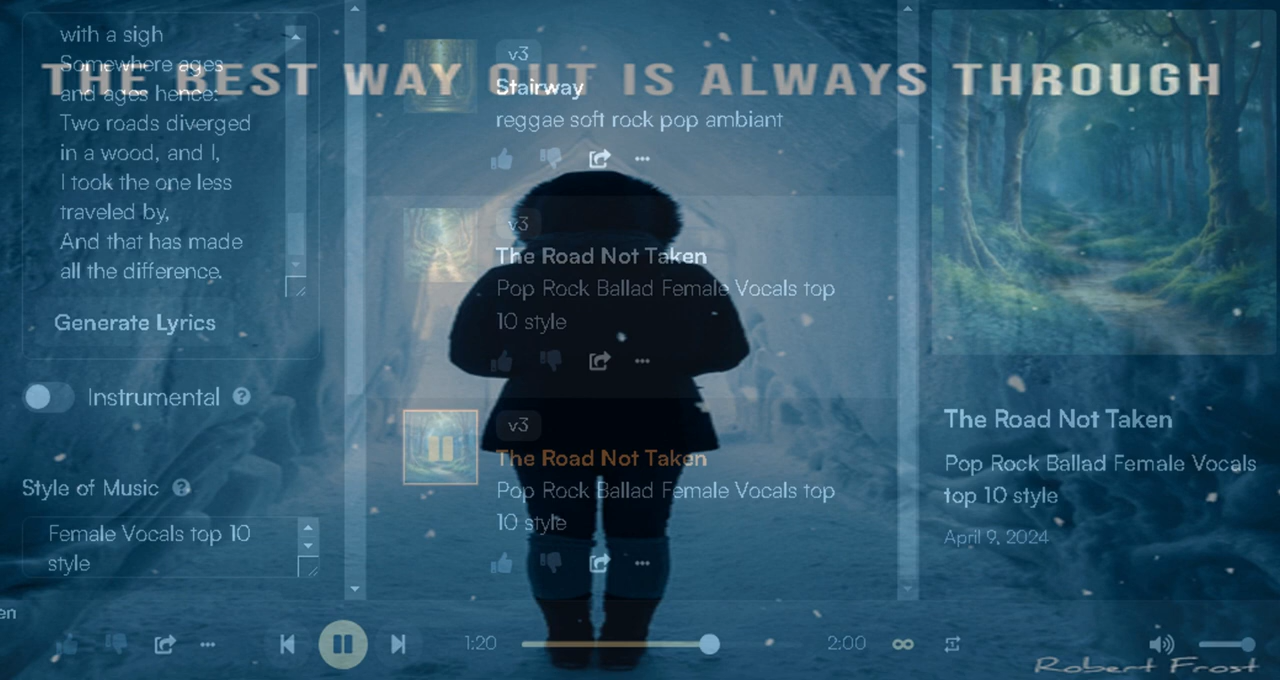 THE BEST WAY OUT IS ALWAYS THROUGH
with a sigh
Somewhere ages
and ages hence:
Two roads diverged
in a wood, and I,
I took the one less
traveled by,
And that has made
all the difference.
Generate Lyrics
Instrumental
Style of Music
Female Vocals top 10
style
v3
Stairway
reggae soft rock pop ambiant
v3
The Road Not Taken
Pop Rock Ballad Female Vocals top
10 style
v3
The Road Not Taken
Pop Rock Ballad Female Vocals top
10 style
The Road Not Taken
Pop Rock Ballad Female Vocals
top 10 style
April 9, 2024
en
1:20
2:00
Robert Frost